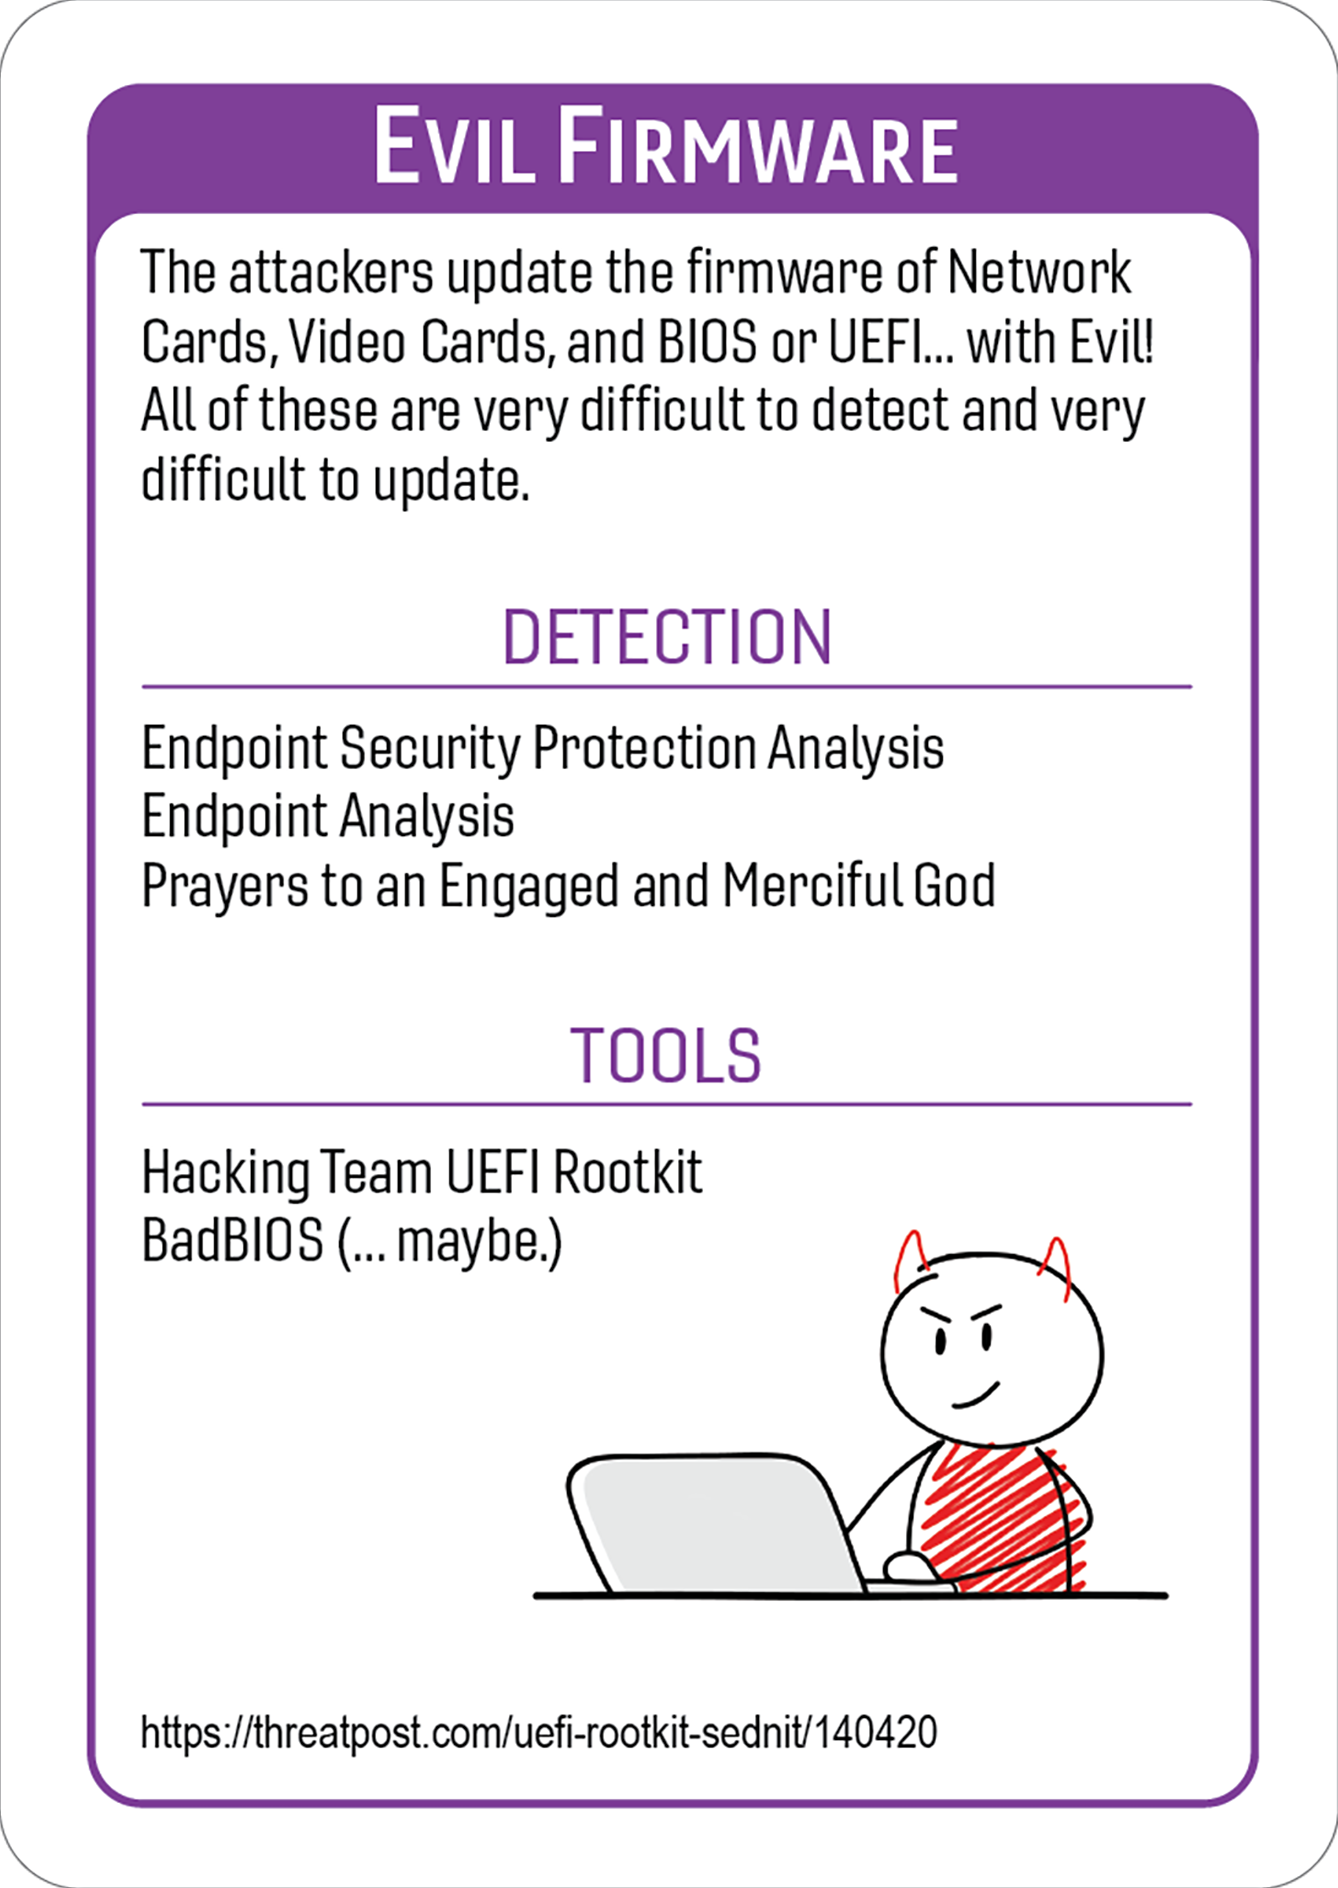 EVIL FIRMWARE
The attackers update the firmware of Network
Cards, Video Cards, and BIOS or UEFI... with Evil!
All of these are very difficult to detect and very
difficult to update.
DETECTION
Endpoint Security Protection Analysis
Endpoint Analysis
Prayers to an Engaged and Merciful God
TOOLS
Hacking Team UEFI Rootkit
BadBIOS (... maybe.)
https://threatpost.com/uefi-rootkit-sednit/140420